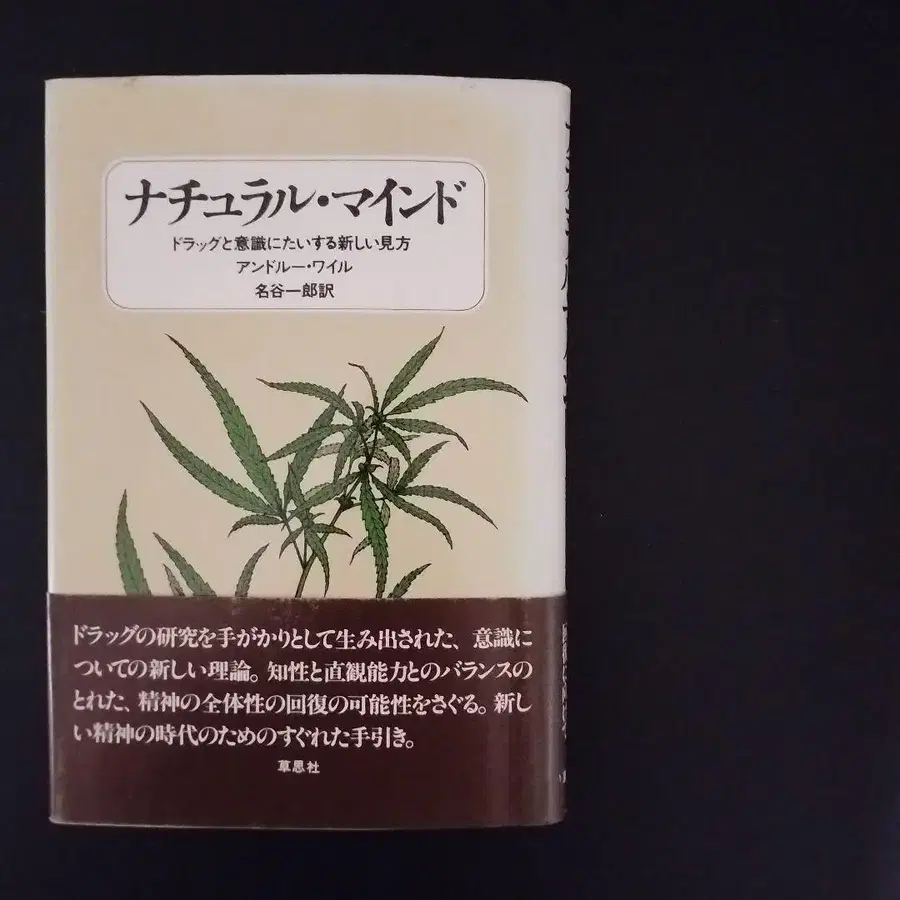 ナチュラル・マインド
ドラッグと意識にたいする新しい見方
アンドルー・ワイル
名谷一郎訳
ドラッグの研究を手がかりとして生み出された、意識に
ついての新しい理論。知性と直観能力とのバランスの
とれた、精神の全体性の回復の可能性をさぐる。新し
い精神の時代のためのすぐれた手引き。
草思社